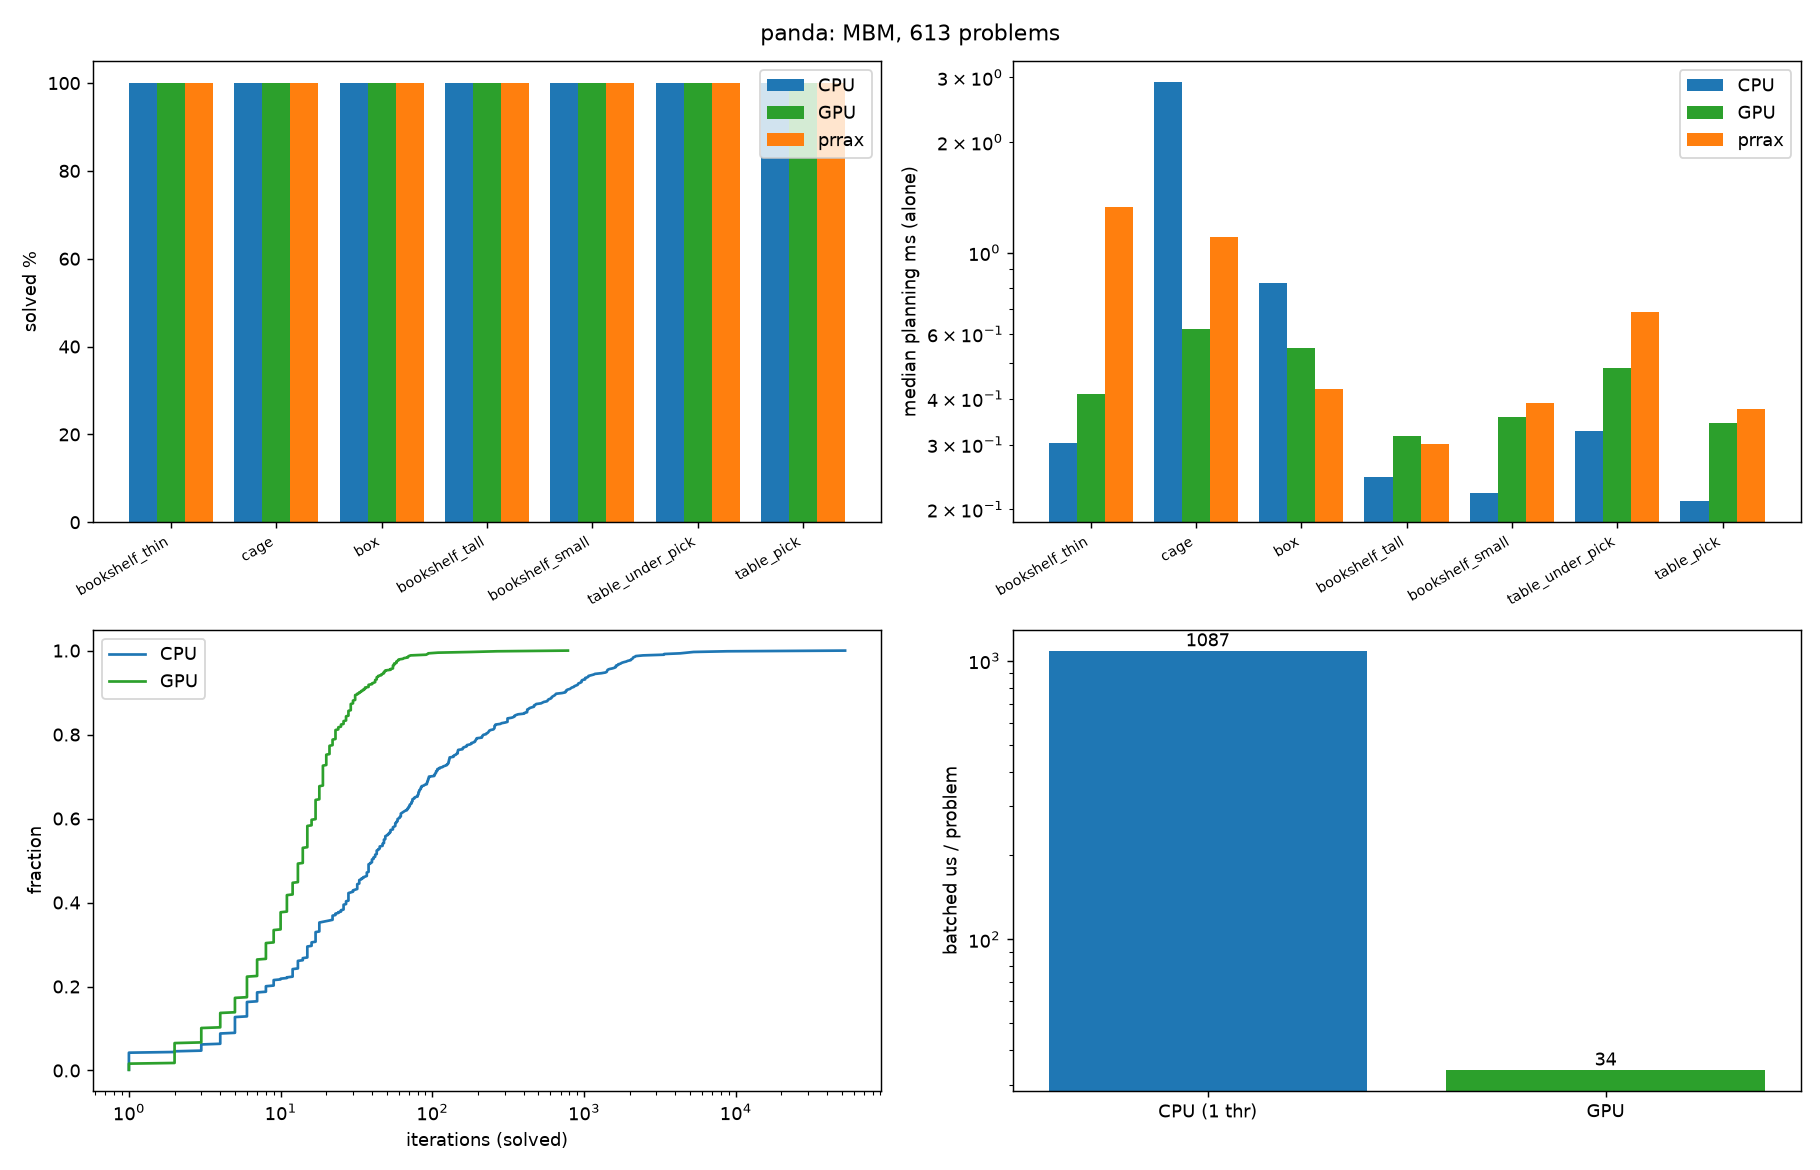 panda: MBM, 613 problems
solved %
100
80
60
40
20
0
CPU
GPU
prrax
bookshelf_thin
cage
box
bookshelf_tall
bookshelf_small
table_under_pick
table_pick
median planning ms (alone)
3 × 10⁰
2 × 10⁰
10⁰
6 × 10⁻¹
4 × 10⁻¹
3 × 10⁻¹
2 × 10⁻¹
CPU
GPU
prrax
bookshelf_thin
cage
box
bookshelf_tall
bookshelf_small
table_under_pick
table_pick
fraction
1.0
0.8
0.6
0.4
0.2
0.0
CPU
GPU
10⁰ 10¹ 10² 10³ 10⁴
iterations (solved)
batched us / problem
10³
10²
1087
34
CPU (1 thr) GPU